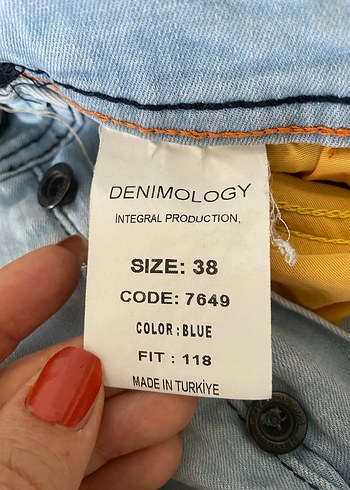 DENIMOLOGY
İNTEGRAL PRODUCTION,
SIZE: 38
CODE: 7649
COLOR : BLUE
FIT : 118
MADE IN TURKİYE